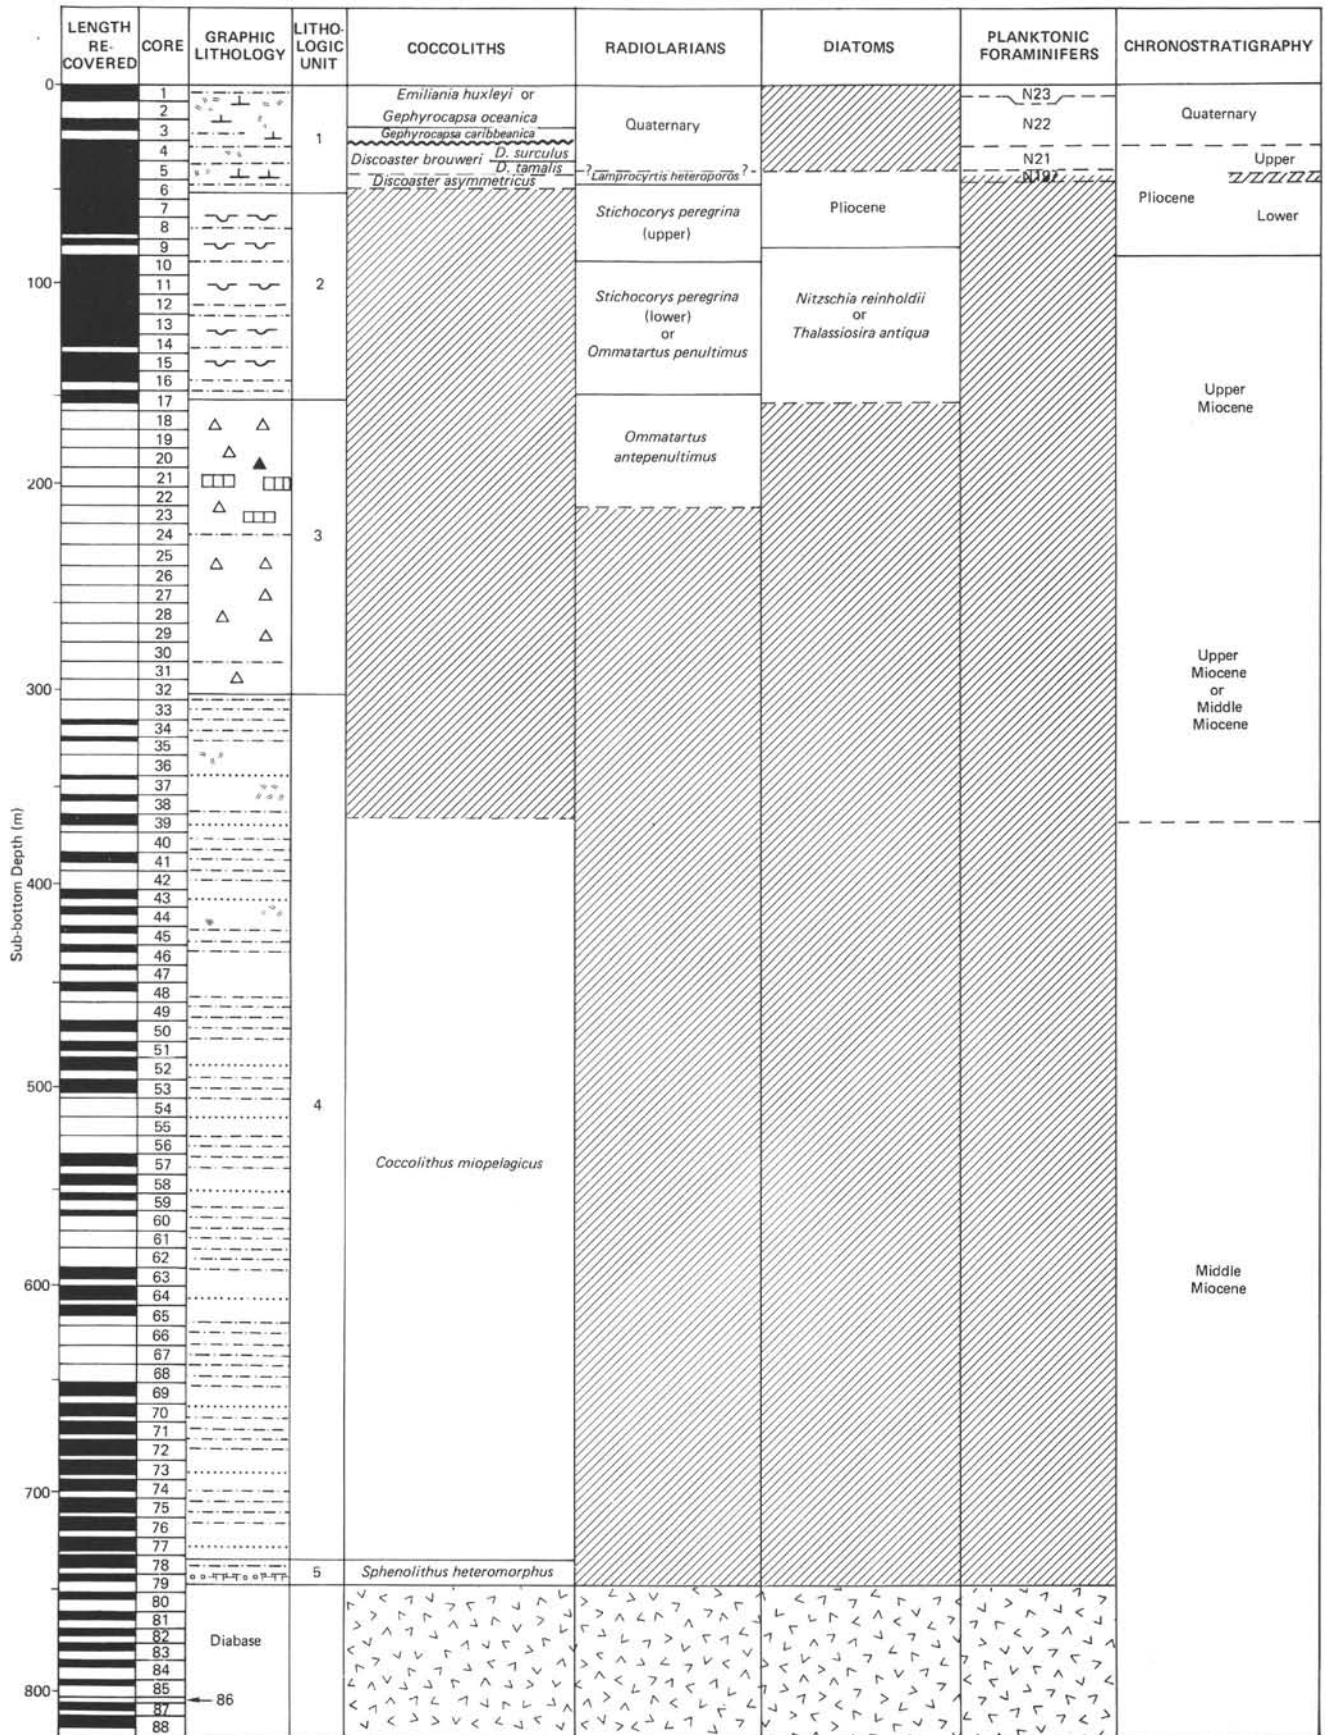 LENGTH RE-COVERED
CORE
GRAPHIC LITHOLOGY
LITHO-LOGIC UNIT
COCCOLITHS
RADIOLARIANS
DIATOMS
PLANKTONIC FORAMINIFERS
CHRONOSTRATIGRAPHY
Sub-bottom Depth (m)
0
100
200
300
400
500
600
700
800
1
2
3
4
5
6
7
8
9
10
11
12
13
14
15
16
17
18
19
20
21
22
23
24
25
26
27
28
29
30
31
32
33
34
35
36
37
38
39
40
41
42
43
44
45
46
47
48
49
50
51
52
53
54
55
56
57
58
59
60
61
62
63
64
65
66
67
68
69
70
71
72
73
74
75
76
77
78
79
80
81
82
83
84
85
86
87
88
Diabase
1
2
3
4
5
Emiliania huxleyi or
Gephyrocapsa oceanica
Gephyrocapsa caribbeanica
Discoaster brouweri
D. surculus
D. tamalis
Discoaster asymmetricus
Coccolithus miopelagicus
Sphenolithus heteromorphus
Quaternary
? ?
Lamprocyrtis heteroporos
Stichocorys peregrina
(upper)
Stichocorys peregrina
(lower)
or
Ommatartus penultimus
Ommatartus
antepenultimus
Pliocene
Nitzschia reinholdii
or
Thalassiosira antiqua
N23
N22
N21
Quaternary
Upper
Pliocene
Lower
Upper
Miocene
Upper
Miocene
or
Middle
Miocene
Middle
Miocene